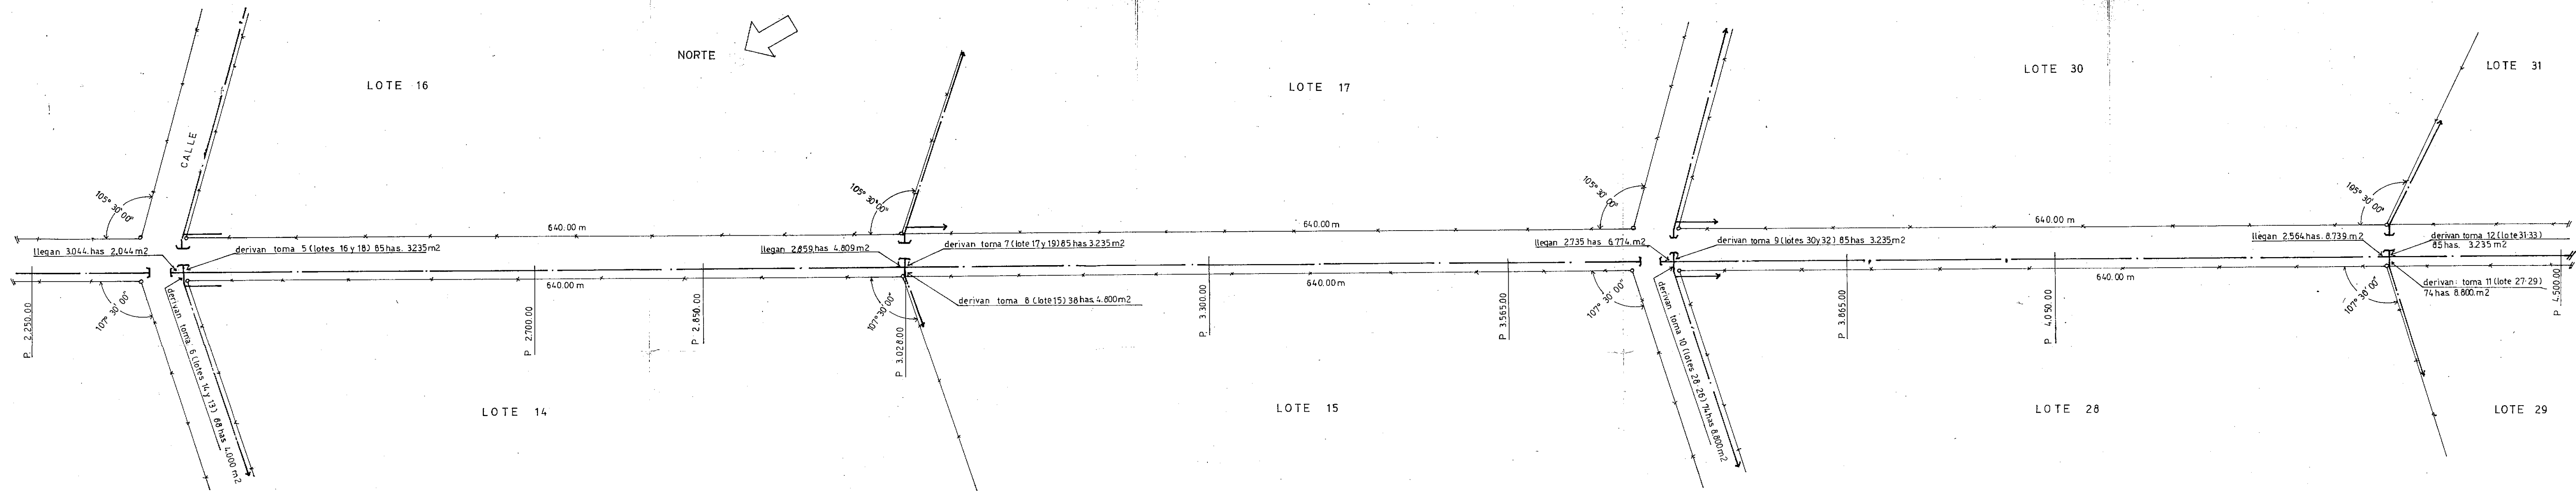 NORTE
LOTE 16
LOTE 17
LOTE 30
LOTE 31
CALLE
105° 30' 00"
105° 30' 00"
105° 30' 00"
105° 30' 00"
640.00 m
640.00 m
640.00 m
llegan 3.044. has 2.044 m2
derivan toma 5 (lotes 16 y 18) 85 has. 3.235 m2
llegan 2.859 has 4.809 m2
derivan toma 7 (lote 17 y 19) 85 has 3.235 m2
llegan 2.735 has 6.774. m2
derivan toma 9 (lotes 30 y 32) 85 has 3.235 m2
llegan 2.564 has. 8.739. m2
derivan toma 12 (lote 31-33)
85 has. 3.235 m2
640.00 m
640.00 m
640.00 m
derivan toma 8 (lote 15) 38 has. 4.800 m2
derivan: toma 11 (lote 27-29)
74 has 8.800. m2
107° 30' 00"
107° 30' 00"
107° 30' 00"
107° 30' 00"
P. 2.250.00
P. 2.700.00
P. 2.850.00
P. 3.028.00
P. 3.300.00
P. 3.565.00
P. 3.865.00
P. 4.050.00
P. 4.500.00
derivan toma 6 (lotes 14 y 13) 88 has 4.000 m2
derivan toma 10 (lotes 28-26) 74 has 8.800 m2
LOTE 14
LOTE 15
LOTE 28
LOTE 29